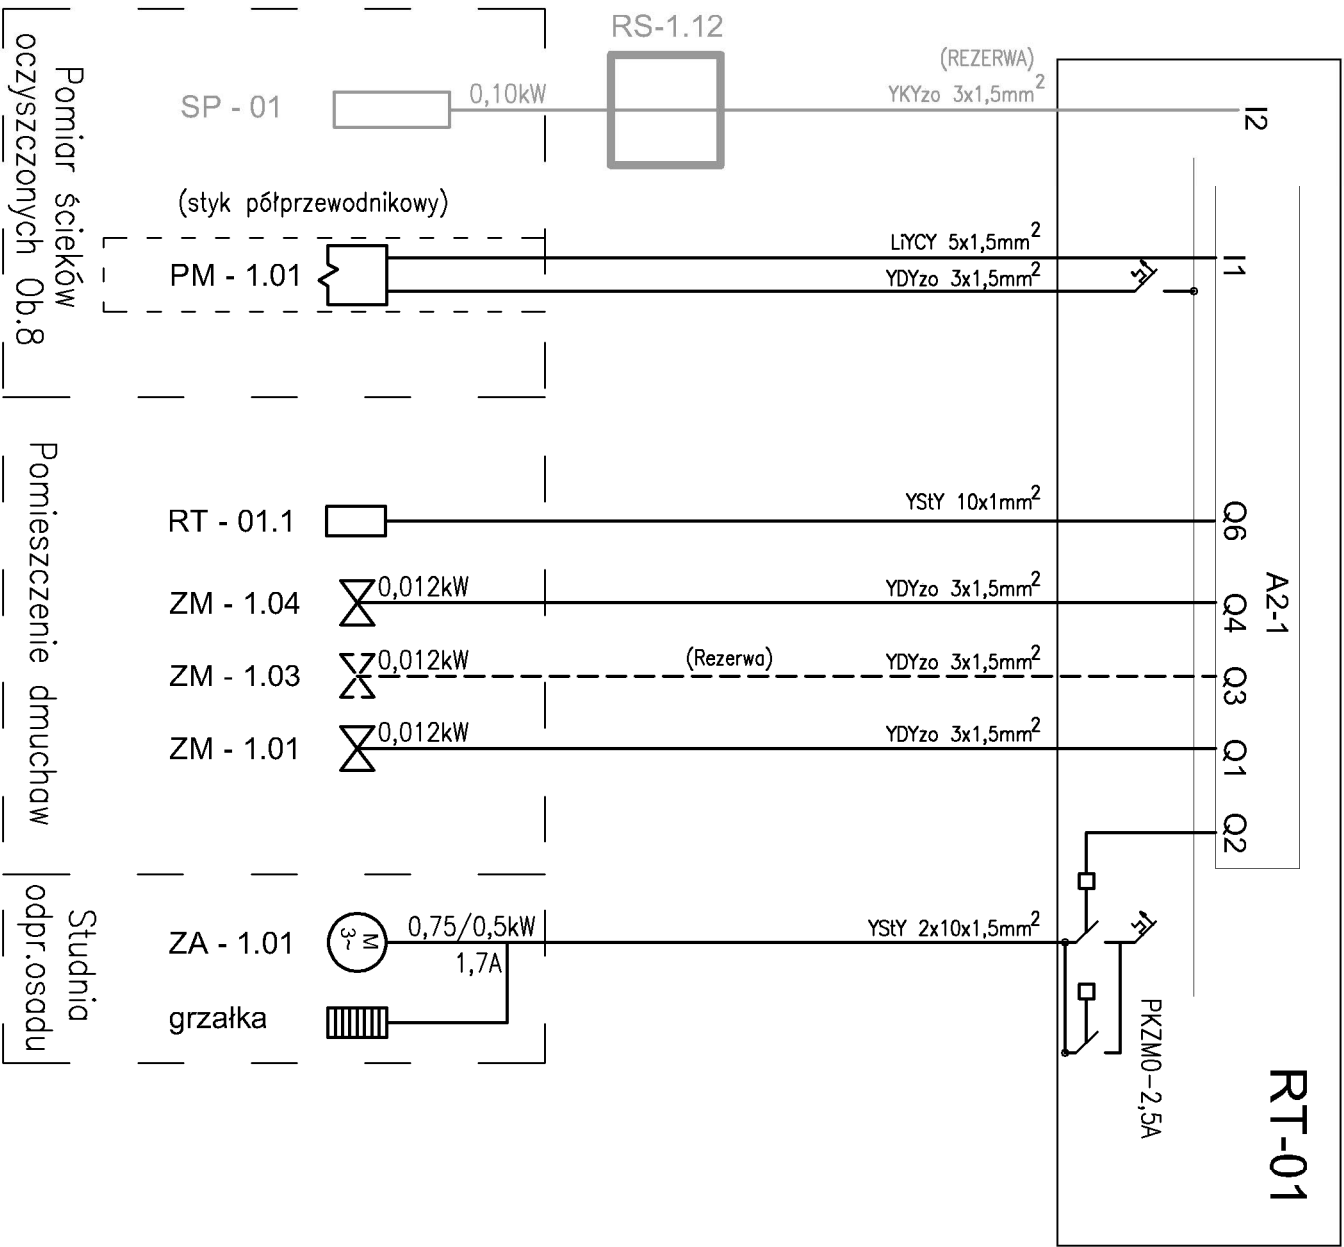 RS-1.12
(REZERWA)
SP - 01
0,10kW
YKYzo 3x1,5mm²
I2
Pomiar ścieków
oczyszczonych Ob.8
(styk półprzewodnikowy)
PM - 1.01
LiYCY 5x1,5mm²
I1
YDYzo 3x1,5mm²
Pomieszczenie dmuchaw
RT - 01.1
YStY 10x1mm²
Q6
A2-1
ZM - 1.04
0,012kW
YDYzo 3x1,5mm²
Q4
ZM - 1.03
0,012kW
(Rezerwa)
YDYzo 3x1,5mm²
Q3
ZM - 1.01
0,012kW
YDYzo 3x1,5mm²
Q1
Q2
Studnia
odpr.osadu
ZA - 1.01
M
3~
0,75/0,5kW
1,7A
YStY 2x10x1,5mm²
grzałka
PKZM0-2,5A
RT-01